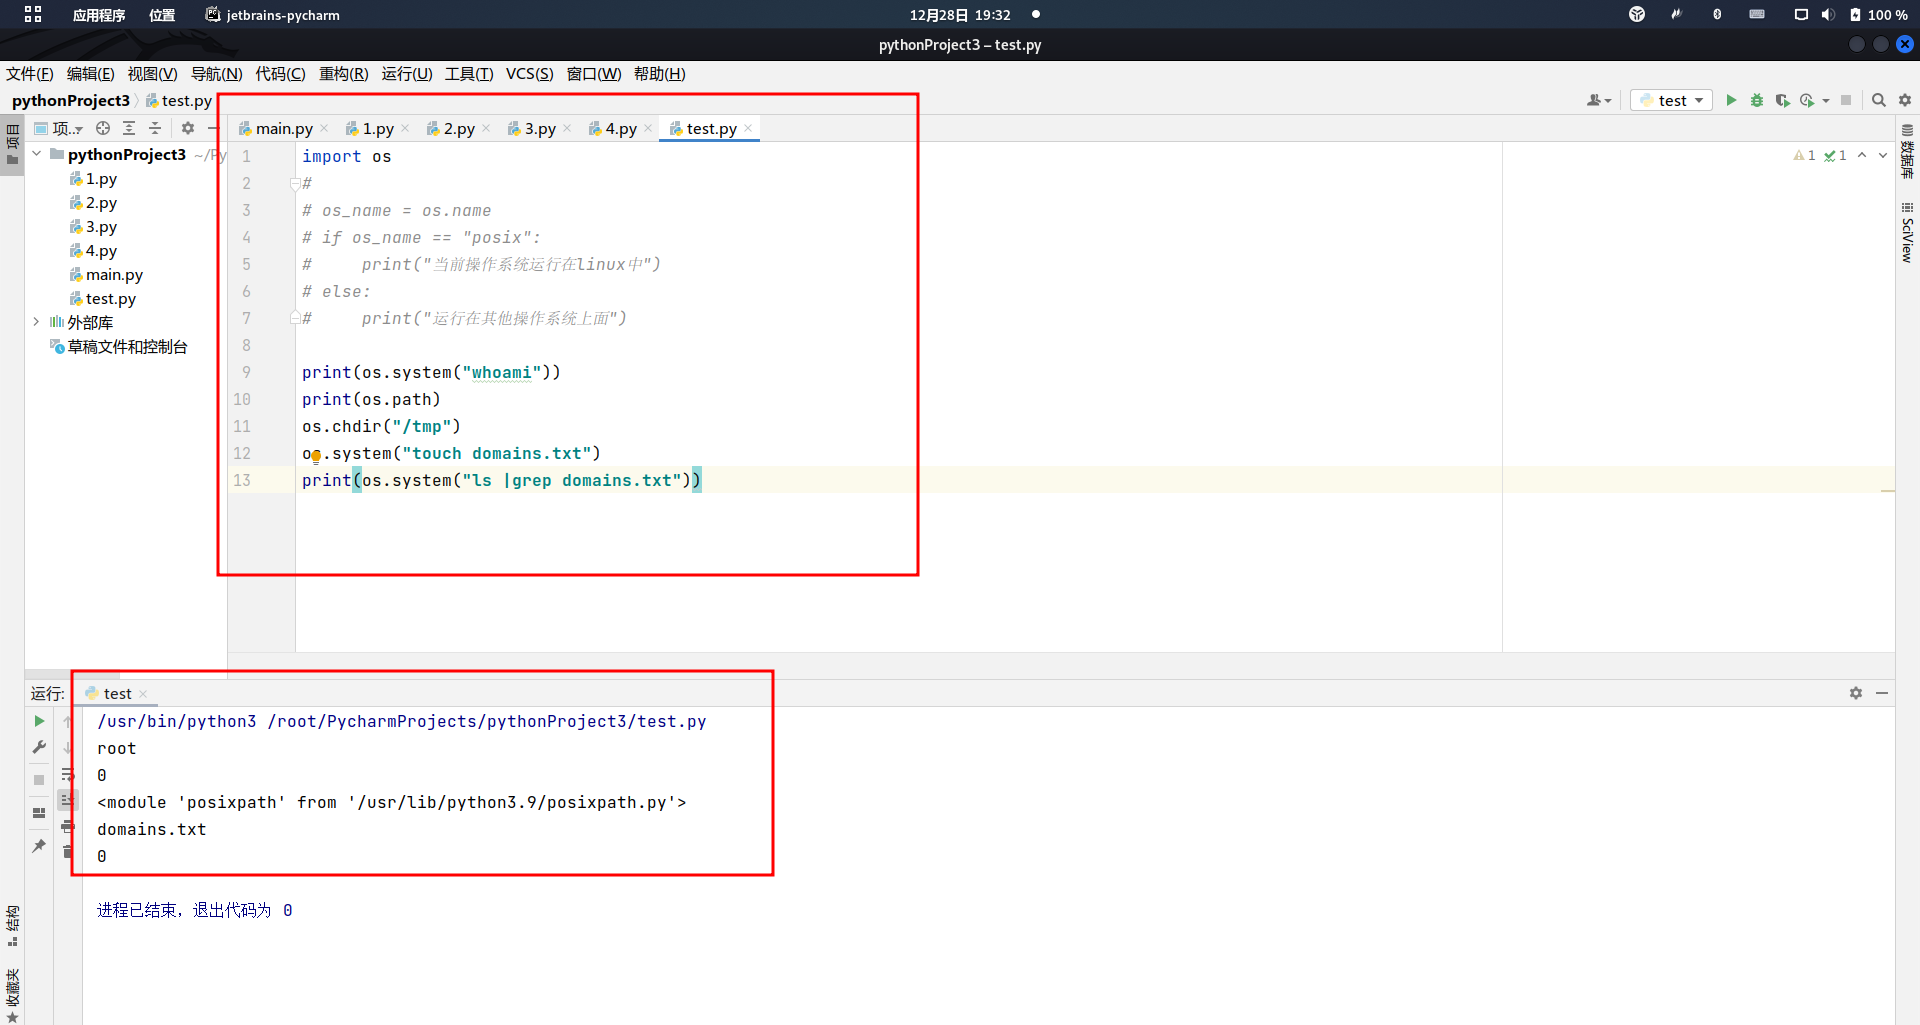 应用程序 位置 jetbrains-pycharm 12月28日 19:32 100 %
pythonProject3 – test.py
文件(F) 编辑(E) 视图(V) 导航(N) 代码(C) 重构(R) 运行(U) 工具(T) VCS(S) 窗口(W) 帮助(H)
pythonProject3 test.py test
项目
项.. main.py 1.py 2.py 3.py 4.py test.py
pythonProject3 ~/Py
1.py
2.py
3.py
4.py
main.py
test.py
外部库
草稿文件和控制台
1 import os
2 #
3 # os_name = os.name
4 # if os_name == "posix":
5 #     print("当前操作系统运行在linux中")
6 # else:
7 #     print("运行在其他操作系统上面")
8
9 print(os.system("whoami"))
10 print(os.path)
11 os.chdir("/tmp")
12 os.system("touch domains.txt")
13 print(os.system("ls |grep domains.txt"))
1 1
数据库
SciView
运行: test
/usr/bin/python3 /root/PycharmProjects/pythonProject3/test.py
root
0
<module 'posixpath' from '/usr/lib/python3.9/posixpath.py'>
domains.txt
0
进程已结束，退出代码为 0
结构
收藏夹